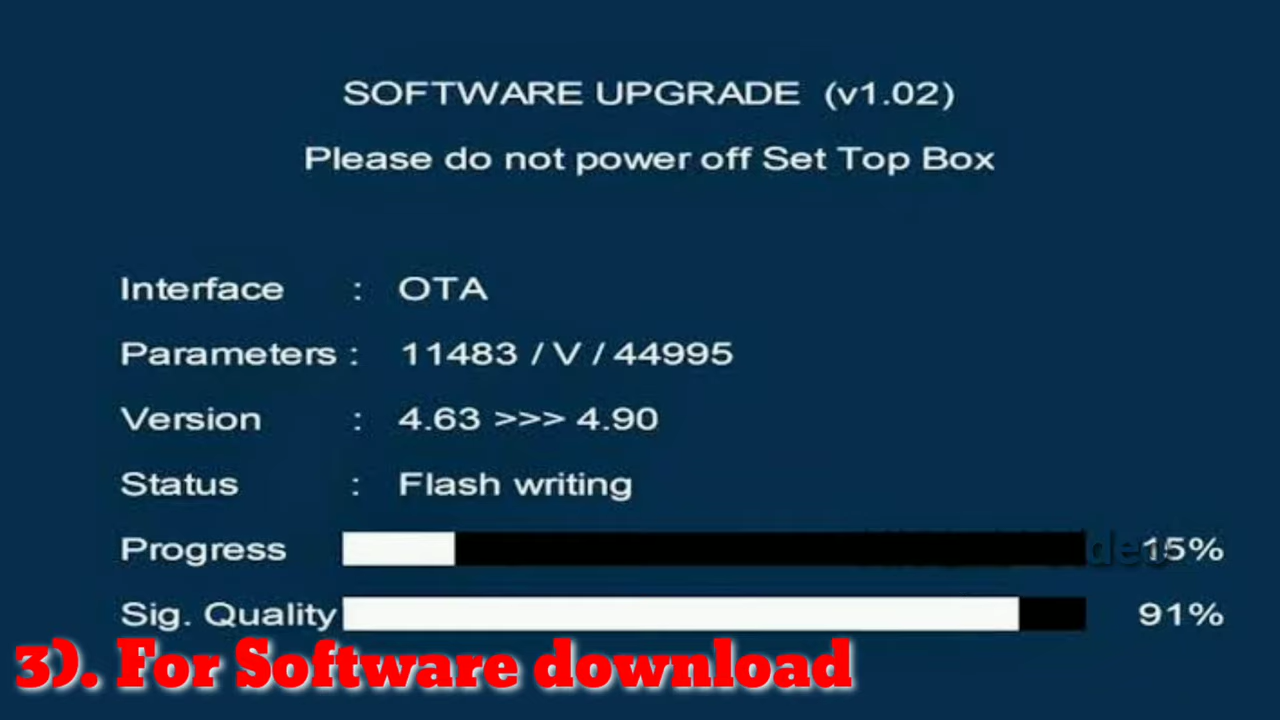 SOFTWARE UPGRADE (v1.02)
Please do not power off Set Top Box
Interface : OTA
Parameters : 11483 / V / 44995
Version : 4.63 >>> 4.90
Status : Flash writing
Progress 15%
Sig. Quality 91%
3). For Software download